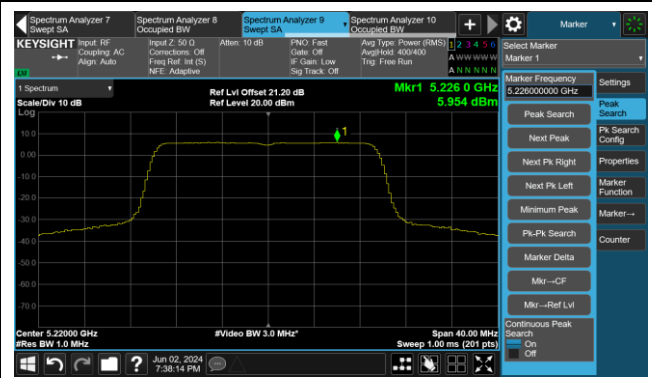 Spectrum Analyzer 7
Swept SA
Spectrum Analyzer 8
Occupied BW
Spectrum Analyzer 9
Swept SA
Spectrum Analyzer 10
Occupied BW
Marker
KEYSIGHT
Input: RF
Coupling: AC
Align: Auto
Input Z: 50 Ω
Corrections: Off
Freq Ref: Int (S)
NFE: Adaptive
Atten: 10 dB
PNO: Fast
Gate: Off
IF Gain: Low
Sig Track: Off
Avg Type: Power (RMS)
Avg|Hold: 400/400
Trig: Free Run
1 2 3 4 5 6
A W W W W W
A N N N N N
Select Marker
Marker 1
1 Spectrum
Scale/Div 10 dB
Log
Ref Lvl Offset 21.20 dB
Ref Level 20.00 dBm
Mkr1 5.226 0 GHz
5.954 dBm
10.0
0.00
-10.0
-20.0
-30.0
-40.0
-50.0
-60.0
-70.0
1
Center 5.22000 GHz
#Res BW 1.0 MHz
#Video BW 3.0 MHz*
Span 40.00 MHz
Sweep 1.00 ms (201 pts)
Marker Frequency
5.226000000 GHz
Peak Search
Next Peak
Next Pk Right
Next Pk Left
Minimum Peak
Pk-Pk Search
Marker Delta
Mkr→CF
Mkr→Ref Lvl
Continuous Peak
Search
On
Off
Settings
Peak
Search
Pk Search
Config
Properties
Marker
Function
Marker→
Counter
Jun 02, 2024
7:38:14 PM